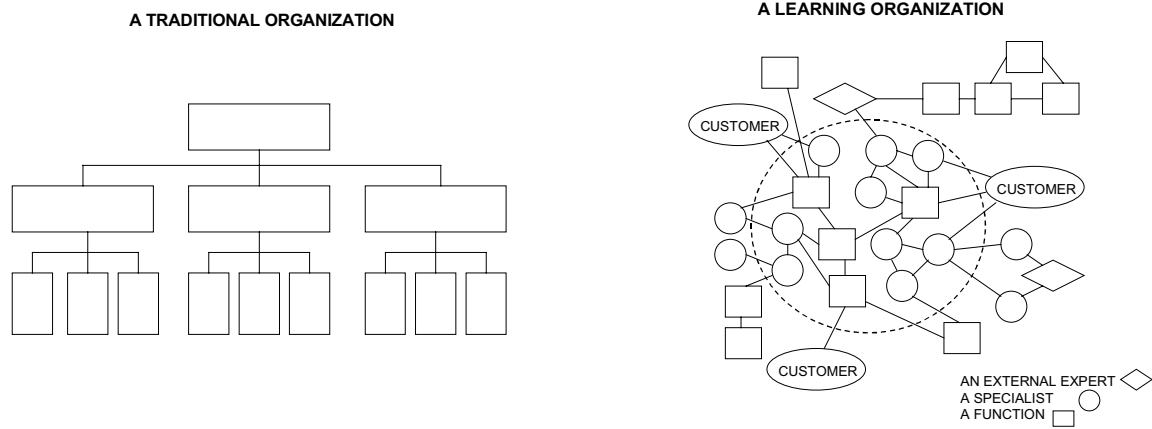 A TRADITIONAL ORGANIZATION
A LEARNING ORGANIZATION
CUSTOMER
CUSTOMER
CUSTOMER
AN EXTERNAL EXPERT
A SPECIALIST
A FUNCTION